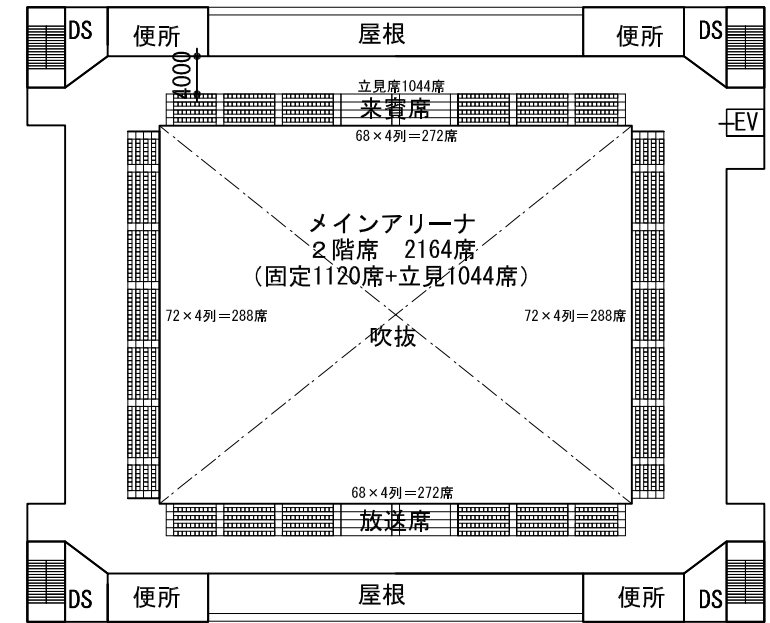 DS
便所
屋根
便所
DS
4000
立見席1044席
来賓席
68×4列=272席
EV
メインアリーナ
2階席 2164席
(固定1120席+立見1044席)
72×4列=288席
72×4列=288席
吹抜
68×4列=272席
放送席
DS
便所
屋根
便所
DS